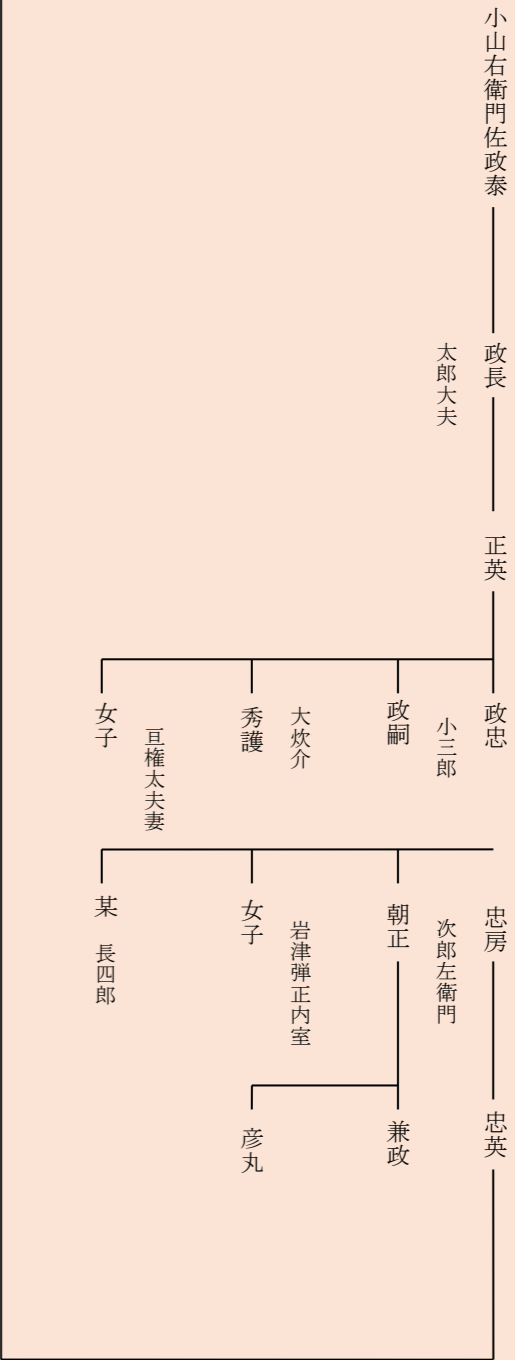 小山右衛門佐政泰
政長
太郎大夫
正英
政忠
小三郎
政嗣
大炊介
秀護
亘権太夫妻
女子
忠房
次郎左衛門
朝正
岩津弾正内室
女子
某　長四郎
忠英
兼政
彦丸